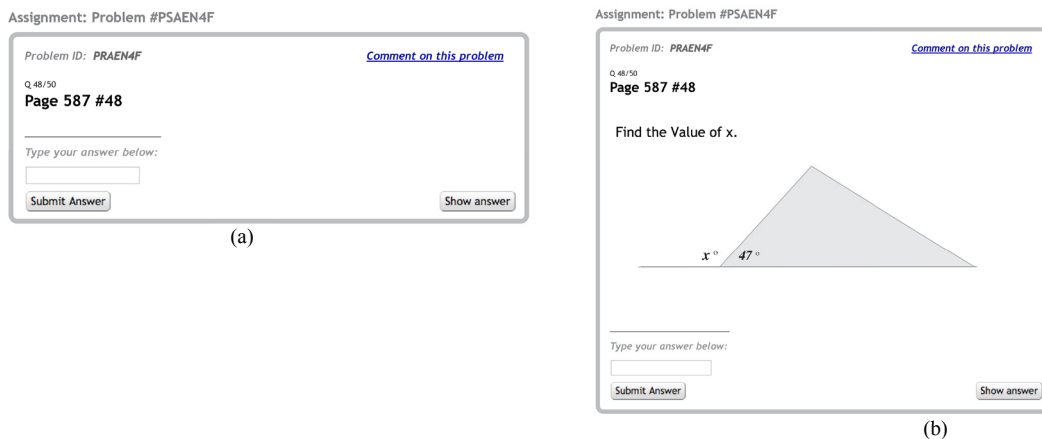 Assignment: Problem #PSAEN4F
Problem ID: PRAEN4F Comment on this problem
Q 48/50
Page 587 #48
Type your answer below:
Submit Answer Show answer
(a)
Assignment: Problem #PSAEN4F
Problem ID: PRAEN4F Comment on this problem
Q 48/50
Page 587 #48
Find the Value of x.
x ° 47 °
Type your answer below:
Submit Answer Show answer
(b)